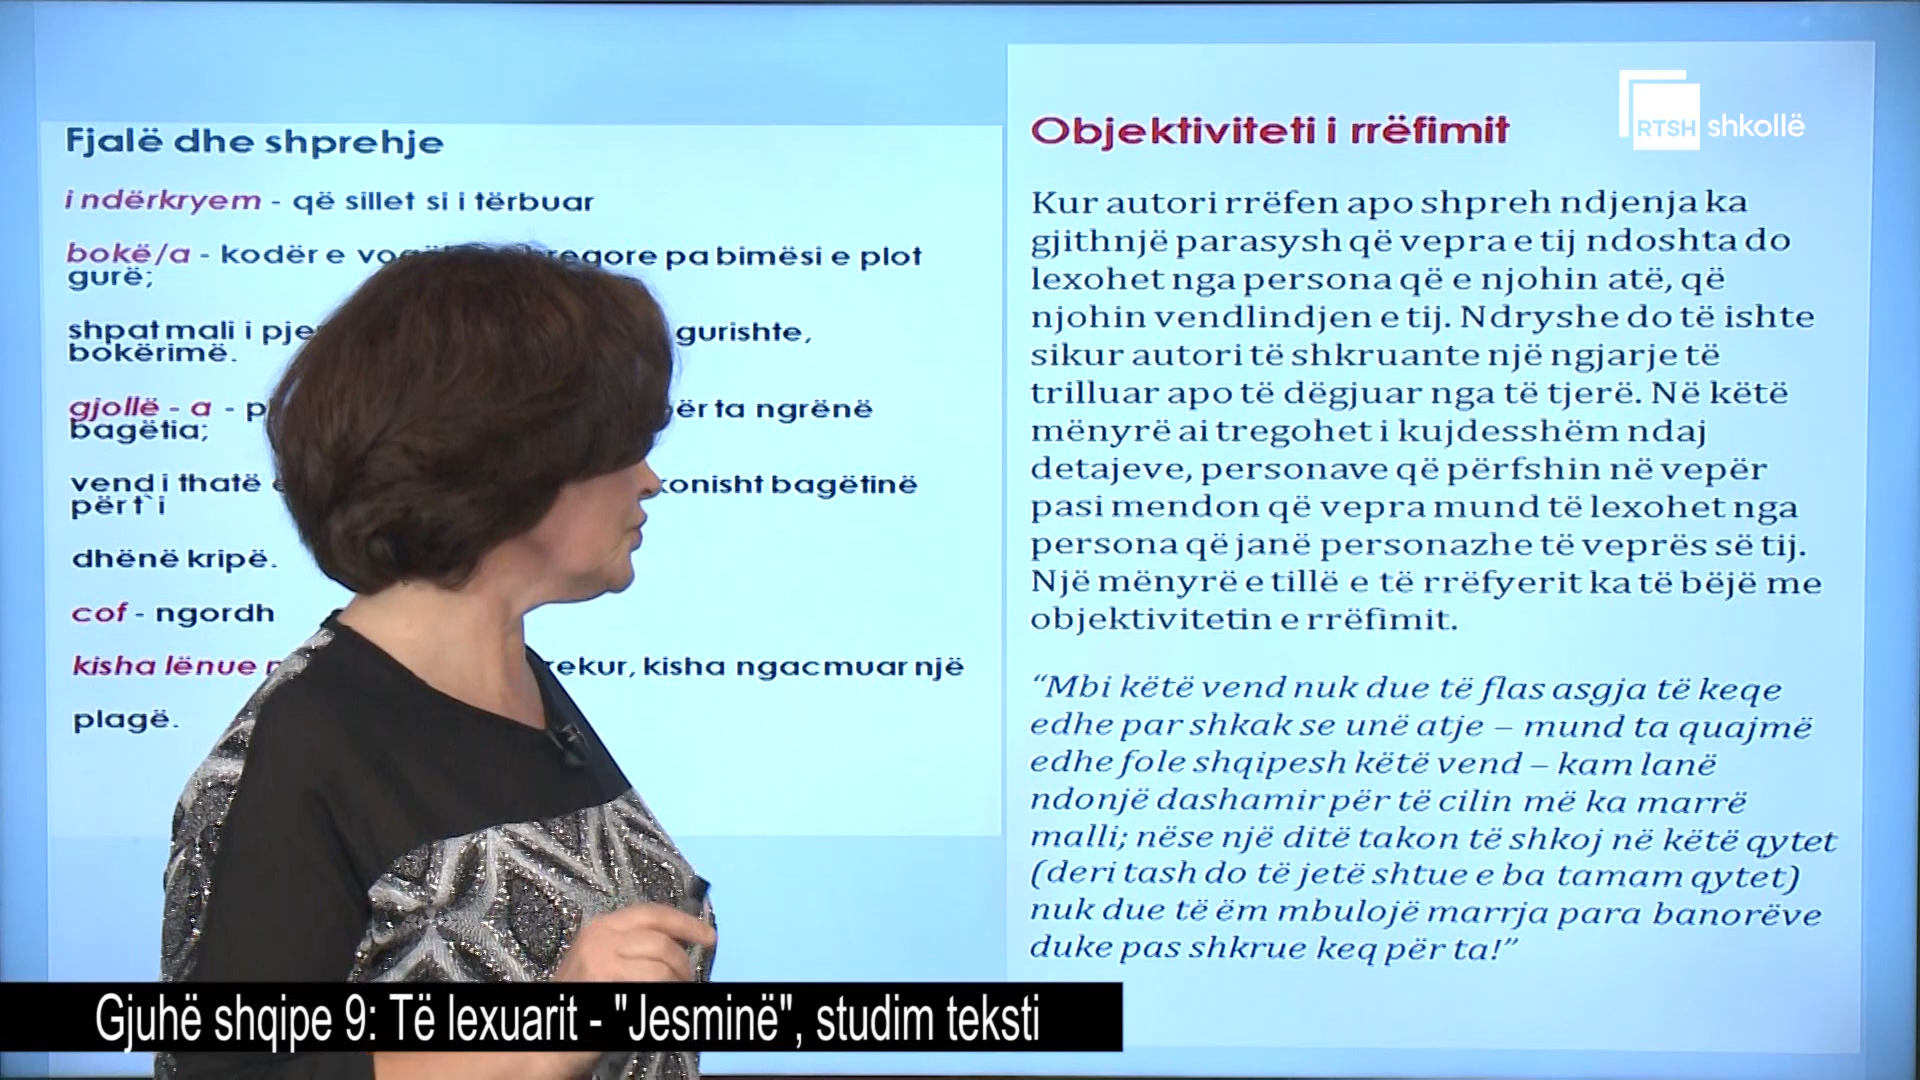 Fjalë dhe shprehje
i ndërkryem - që sillet si i tërbuar
bokë/a - kodër e pa bimësi e plot
gurë;
shpat mali i gurishte,
bokërimë.
gjollë - a - ngrënë
bagëtia;
vend i thatë bagëtinë
për t`i
dhënë kripë.
cof - ngordh
kisha lënue kisha ngacmuar një
plagë.
Objektiviteti i rrëfimit
Kur autori rrëfen apo shpreh ndjenja ka
gjithnjë parasysh që vepra e tij ndoshta do
lexohet nga persona që e njohin atë, që
njohin vendlindjen e tij. Ndryshe do të ishte
sikur autori të shkruante një ngjarje të
trilluar apo të dëgjuar nga të tjerë. Në këtë
mënyrë ai tregohet i kujdesshëm ndaj
detajeve, personave që përfshin në vepër
pasi mendon që vepra mund të lexohet nga
persona që janë personazhe të veprës së tij.
Një mënyrë e tillë e të rrëfyerit ka të bëjë me
objektivitetin e rrëfimit.
“Mbi këtë vend nuk due të flas asgja të keqe
edhe par shkak se unë atje – mund ta quajmë
edhe fole shqipesh këtë vend – kam lanë
ndonjë dashamir për të cilin më ka marrë
malli; nëse një ditë takon të shkoj në këtë qytet
(deri tash do të jetë shtue e ba tamam qytet)
nuk due të ëm mbulojë marrja para banorëve
duke pas shkrue keq për ta!”
RTSH shkollë
Gjuhë shqipe 9: Të lexuarit - "Jesminë", studim teksti